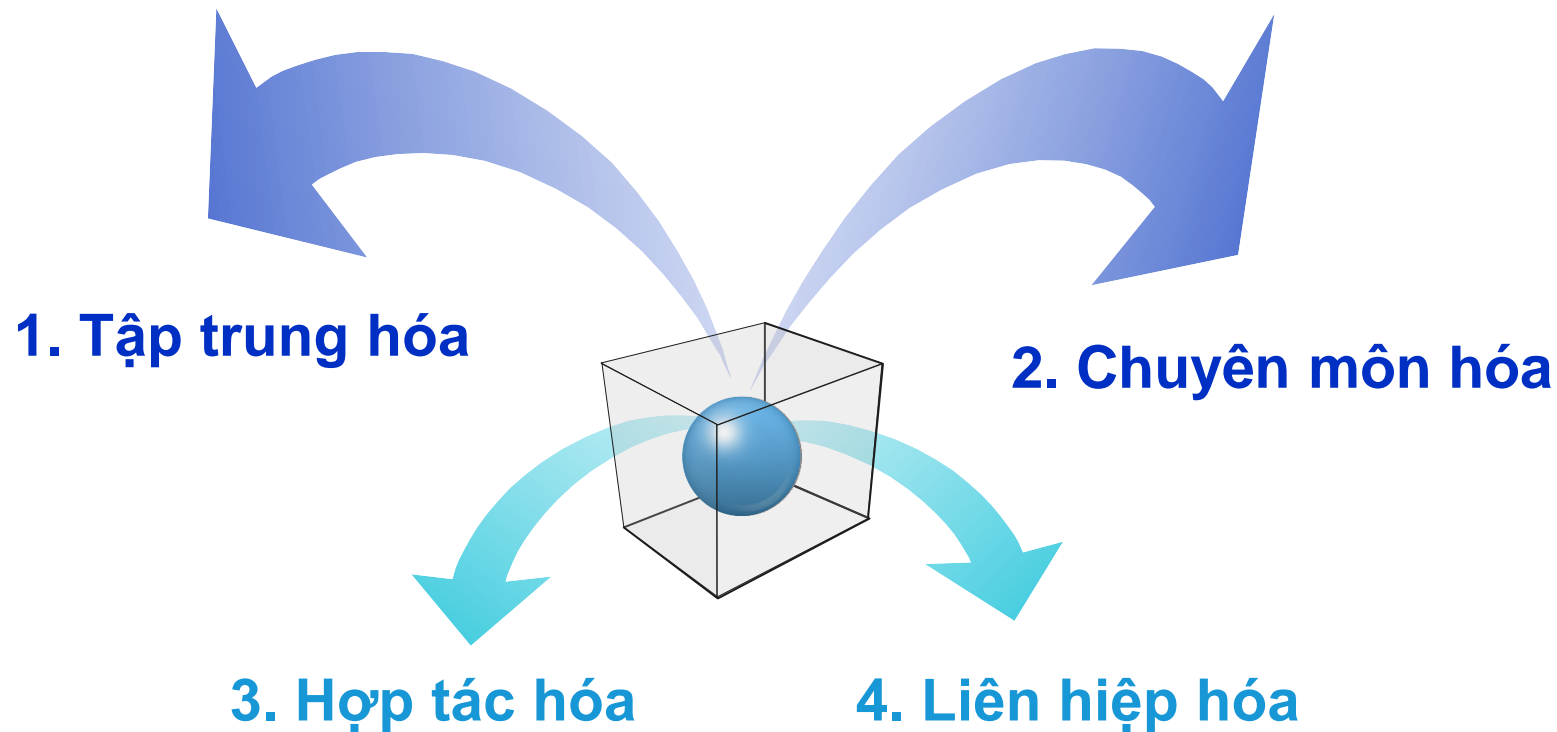 1. Tập trung hóa
2. Chuyên môn hóa
3. Hợp tác hóa
4. Liên hiệp hóa